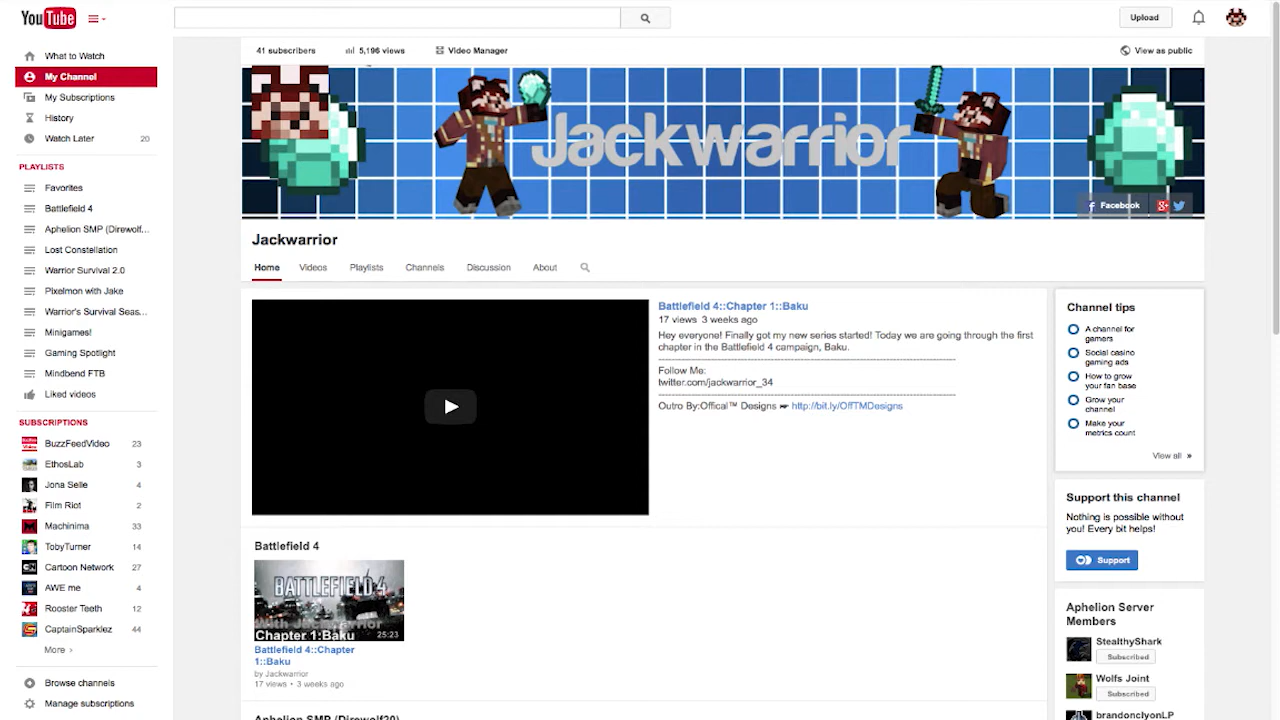 YouTube
Upload
What to Watch
My Channel
My Subscriptions
History
Watch Later 20
PLAYLISTS
Favorites
Battlefield 4
Aphelion SMP (Direwolf...
Lost Constellation
Warrior Survival 2.0
Pixelmon with Jake
Warrior's Survival Seas...
Minigames!
Gaming Spotlight
Mindbend FTB
Liked videos
SUBSCRIPTIONS
BuzzFeedVideo 23
EthosLab 3
Jona Selle 4
Film Riot 2
Machinima 33
TobyTurner 14
Cartoon Network 27
AWE me 4
Rooster Teeth 12
CaptainSparklez 44
More ›
Browse channels
Manage subscriptions
41 subscribers 5,196 views Video Manager View as public
Jackwarrior
Facebook
Jackwarrior
Home Videos Playlists Channels Discussion About
Battlefield 4::Chapter 1::Baku
17 views 3 weeks ago
Hey everyone! Finally got my new series started! Today we are going through the first
chapter in the Battlefield 4 campaign, Baku.
Follow Me:
twitter.com/jackwarrior_34
Outro By:Offical™ Designs ☛ http://bit.ly/OffTMDesigns
Battlefield 4
BATTLEFIELD 4
With Jackwarrior
Chapter 1:Baku
25:23
Battlefield 4::Chapter
1::Baku
by Jackwarrior
17 views • 3 weeks ago
Aphelion SMP (Direwolf20)
Channel tips
A channel for
gamers
Social casino
gaming ads
How to grow
your fan base
Grow your
channel
Make your
metrics count
View all »
Support this channel
Nothing is possible without
you! Every bit helps!
Support
Aphelion Server
Members
StealthyShark
Subscribed
Wolfs Joint
Subscribed
brandonclyonLP